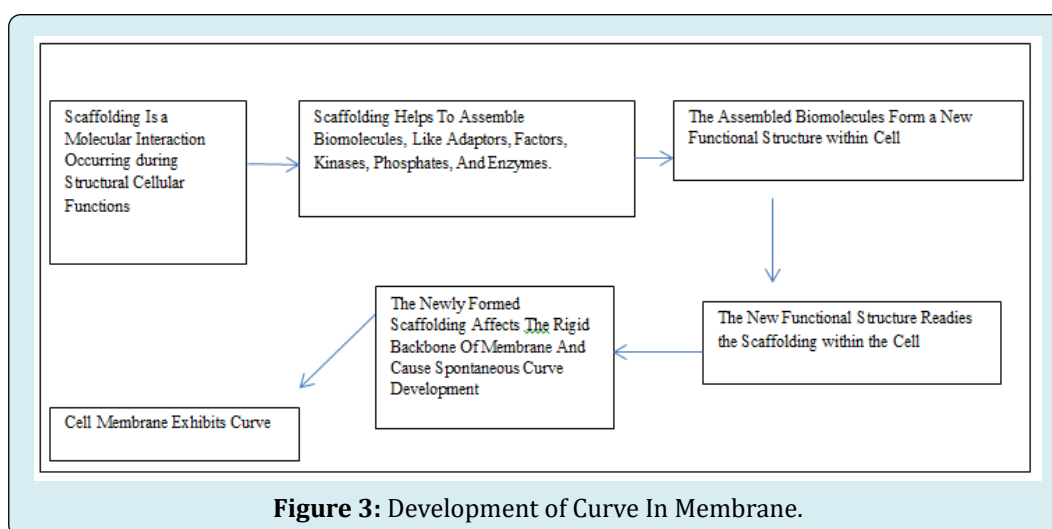 Scaffolding Is a
Molecular Interaction
Occurring during
Structural Cellular
Functions
Scaffolding Helps To Assemble
Biomolecules, Like Adaptors, Factors,
Kinases, Phosphates, And Enzymes.
The Assembled Biomolecules Form a New
Functional Structure within Cell
The New Functional Structure Readies
the Scaffolding within the Cell
The Newly Formed
Scaffolding Affects The Rigid
Backbone Of Membrane And
Cause Spontaneous Curve
Development
Cell Membrane Exhibits Curve
Figure 3: Development of Curve In Membrane.